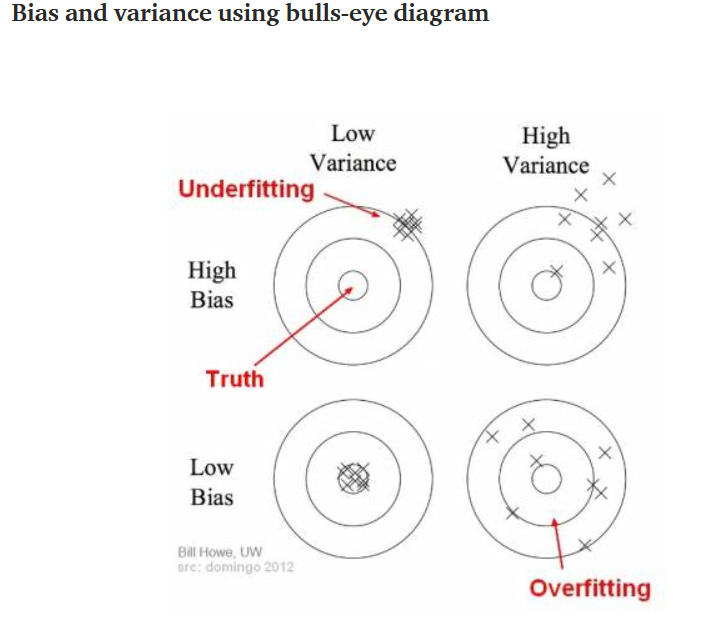 Bias and variance using bulls-eye diagram
Low
Variance
High
Variance
Underfitting
High
Bias
Truth
Low
Bias
Bill Howe, UW
src: domingo 2012
Overfitting